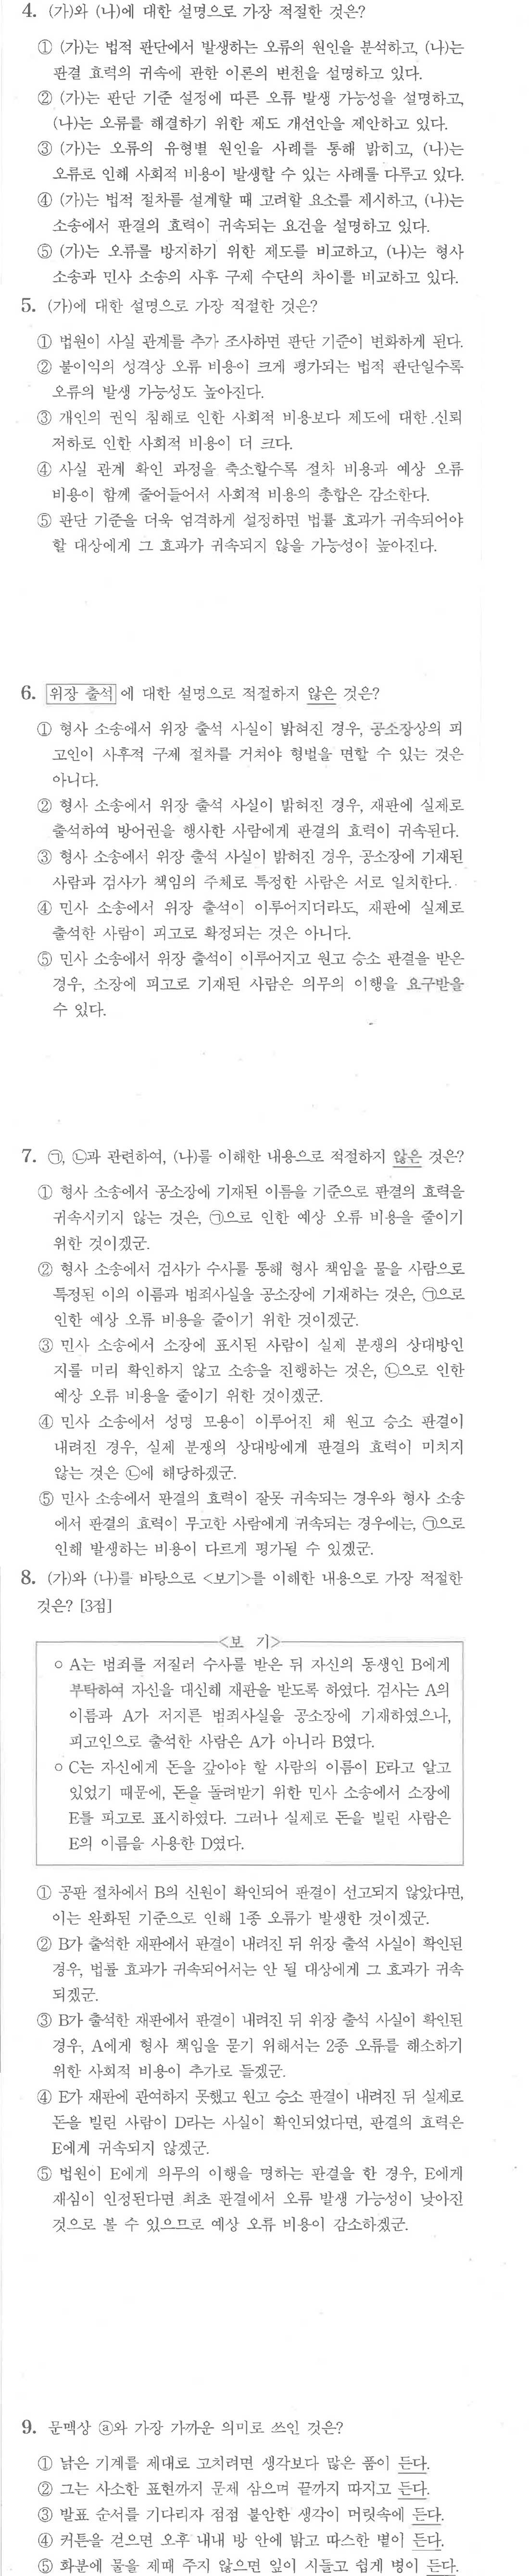 4. (가)와 (나)에 대한 설명으로 가장 적절한 것은?
① (가)는 법적 판단에서 발생하는 오류의 원인을 분석하고, (나)는
판결 효력의 귀속에 관한 이론의 변천을 설명하고 있다.
② (가)는 판단 기준 설정에 따른 오류 발생 가능성을 설명하고,
(나)는 오류를 해결하기 위한 제도 개선안을 제안하고 있다.
③ (가)는 오류의 유형별 원인을 사례를 통해 밝히고, (나)는
오류로 인해 사회적 비용이 발생할 수 있는 사례를 다루고 있다.
④ (가)는 법적 절차를 설계할 때 고려할 요소를 제시하고, (나)는
소송에서 판결의 효력이 귀속되는 요건을 설명하고 있다.
⑤ (가)는 오류를 방지하기 위한 제도를 비교하고, (나)는 형사
소송과 민사 소송의 사후 구제 수단의 차이를 비교하고 있다.
5. (가)에 대한 설명으로 가장 적절한 것은?
① 법원이 사실 관계를 추가 조사하면 판단 기준이 변화하게 된다.
② 불이익의 성격상 오류 비용이 크게 평가되는 법적 판단일수록
오류의 발생 가능성도 높아진다.
③ 개인의 권익 침해로 인한 사회적 비용보다 제도에 대한 신뢰
저하로 인한 사회적 비용이 더 크다.
④ 사실 관계 확인 과정을 축소할수록 절차 비용과 예상 오류
비용이 함께 줄어들어서 사회적 비용의 총합은 감소한다.
⑤ 판단 기준을 더욱 엄격하게 설정하면 법률 효과가 귀속되어야
할 대상에게 그 효과가 귀속되지 않을 가능성이 높아진다.
6. 위장 출석 에 대한 설명으로 적절하지 않은 것은?
① 형사 소송에서 위장 출석 사실이 밝혀진 경우, 공소장상의 피
고인이 사후적 구제 절차를 거쳐야 형벌을 면할 수 있는 것은
아니다.
② 형사 소송에서 위장 출석 사실이 밝혀진 경우, 재판에 실제로
출석하여 방어권을 행사한 사람에게 판결의 효력이 귀속된다.
③ 형사 소송에서 위장 출석 사실이 밝혀진 경우, 공소장에 기재된
사람과 검사가 책임의 주체로 특정한 사람은 서로 일치한다.
④ 민사 소송에서 위장 출석이 이루어지더라도, 재판에 실제로
출석한 사람이 피고로 확정되는 것은 아니다.
⑤ 민사 소송에서 위장 출석이 이루어지고 원고 승소 판결을 받은
경우, 소장에 피고로 기재된 사람은 의무의 이행을 요구받을
수 있다.
7. ㉠, ㉡과 관련하여, (나)를 이해한 내용으로 적절하지 않은 것은?
① 형사 소송에서 공소장에 기재된 이름을 기준으로 판결의 효력을
귀속시키지 않는 것은, ㉠으로 인한 예상 오류 비용을 줄이기
위한 것이겠군.
② 형사 소송에서 검사가 수사를 통해 형사 책임을 물을 사람으로
특정된 이의 이름과 범죄사실을 공소장에 기재하는 것은, ㉠으로
인한 예상 오류 비용을 줄이기 위한 것이겠군.
③ 민사 소송에서 소장에 표시된 사람이 실제 분쟁의 상대방인
지를 미리 확인하지 않고 소송을 진행하는 것은, ㉡으로 인한
예상 오류 비용을 줄이기 위한 것이겠군.
④ 민사 소송에서 성명 모용이 이루어진 채 원고 승소 판결이
내려진 경우, 실제 분쟁의 상대방에게 판결의 효력이 미치지
않는 것은 ㉡에 해당하겠군.
⑤ 민사 소송에서 판결의 효력이 잘못 귀속되는 경우와 형사 소송
에서 판결의 효력이 무고한 사람에게 귀속되는 경우에는, ㉠으로
인해 발생하는 비용이 다르게 평가될 수 있겠군.
8. (가)와 (나)를 바탕으로 <보기>를 이해한 내용으로 가장 적절한
것은? [3점]
<보 기>
○ A는 범죄를 저질러 수사를 받은 뒤 자신의 동생인 B에게
부탁하여 자신을 대신해 재판을 받도록 하였다. 검사는 A의
이름과 A가 저지른 범죄사실을 공소장에 기재하였으나,
피고인으로 출석한 사람은 A가 아니라 B였다.
○ C는 자신에게 돈을 갚아야 할 사람의 이름이 E라고 알고
있었기 때문에, 돈을 돌려받기 위한 민사 소송에서 소장에
E를 피고로 표시하였다. 그러나 실제로 돈을 빌린 사람은
E의 이름을 사용한 D였다.
① 공판 절차에서 B의 신원이 확인되어 판결이 선고되지 않았다면,
이는 완화된 기준으로 인해 1종 오류가 발생한 것이겠군.
② B가 출석한 재판에서 판결이 내려진 뒤 위장 출석 사실이 확인된
경우, 법률 효과가 귀속되어서는 안 될 대상에게 그 효과가 귀속
되겠군.
③ B가 출석한 재판에서 판결이 내려진 뒤 위장 출석 사실이 확인된
경우, A에게 형사 책임을 묻기 위해서는 2종 오류를 해소하기
위한 사회적 비용이 추가로 들겠군.
④ E가 재판에 관여하지 못했고 원고 승소 판결이 내려진 뒤 실제로
돈을 빌린 사람이 D라는 사실이 확인되었다면, 판결의 효력은
E에게 귀속되지 않겠군.
⑤ 법원이 E에게 의무의 이행을 명하는 판결을 한 경우, E에게
재심이 인정된다면 최초 판결에서 오류 발생 가능성이 낮아진
것으로 볼 수 있으므로 예상 오류 비용이 감소하겠군.
9. 문맥상 ⓐ와 가장 가까운 의미로 쓰인 것은?
① 낡은 기계를 제대로 고치려면 생각보다 많은 품이 든다.
② 그는 사소한 표현까지 문제 삼으며 끝까지 따지고 든다.
③ 발표 순서를 기다리자 점점 불안한 생각이 머릿속에 든다.
④ 커튼을 걷으면 오후 내내 방 안에 밝고 따스한 볕이 든다.
⑤ 화분에 물을 제때 주지 않으면 잎이 시들고 쉽게 병이 든다.